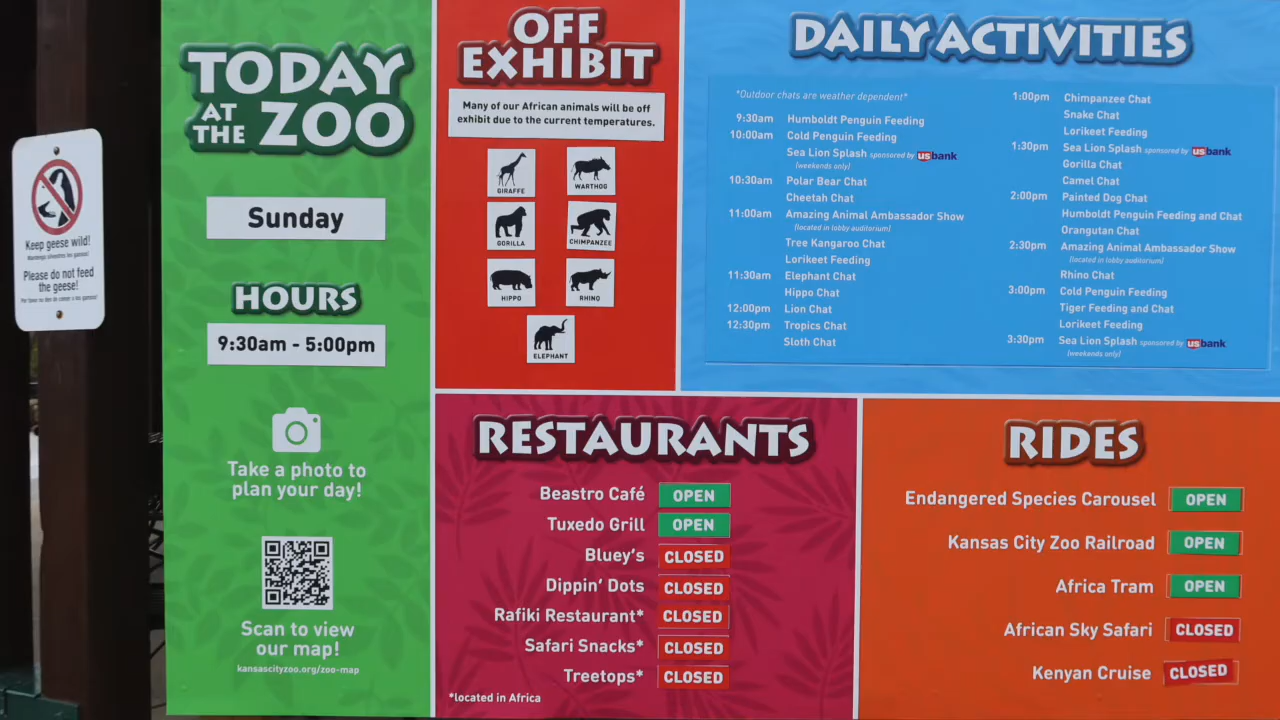 Keep geese wild!
Please do not feed
the geese!
TODAY
AT
THE ZOO
Sunday
HOURS
9:30am - 5:00pm
Take a photo to
plan your day!
Scan to view
our map!
kansascityzoo.org/zoo-map
OFF
EXHIBIT
Many of our African animals will be off
exhibit due to the current temperatures.
GIRAFFE
WARTHOG
GORILLA
CHIMPANZEE
HIPPO
RHINO
ELEPHANT
DAILY ACTIVITIES
*Outdoor chats are weather dependent*
9:30am Humboldt Penguin Feeding
10:00am Cold Penguin Feeding
Sea Lion Splash sponsored by usbank
(weekends only)
10:30am Polar Bear Chat
Cheetah Chat
11:00am Amazing Animal Ambassador Show
(located in lobby auditorium)
Tree Kangaroo Chat
Lorikeet Feeding
11:30am Elephant Chat
Hippo Chat
12:00pm Lion Chat
12:30pm Tropics Chat
Sloth Chat
1:00pm Chimpanzee Chat
Snake Chat
Lorikeet Feeding
1:30pm Sea Lion Splash sponsored by usbank
Gorilla Chat
Camel Chat
2:00pm Painted Dog Chat
Humboldt Penguin Feeding and Chat
Orangutan Chat
2:30pm Amazing Animal Ambassador Show
(located in lobby auditorium)
Rhino Chat
3:00pm Cold Penguin Feeding
Tiger Feeding and Chat
Lorikeet Feeding
3:30pm Sea Lion Splash sponsored by usbank
(weekends only)
RESTAURANTS
Beastro Café OPEN
Tuxedo Grill OPEN
Bluey's CLOSED
Dippin' Dots CLOSED
Rafiki Restaurant* CLOSED
Safari Snacks* CLOSED
Treetops* CLOSED
*located in Africa
RIDES
Endangered Species Carousel OPEN
Kansas City Zoo Railroad OPEN
Africa Tram OPEN
African Sky Safari CLOSED
Kenyan Cruise CLOSED